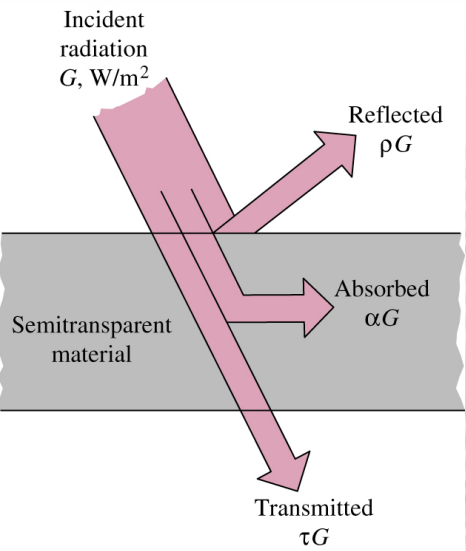 Incident
radiation
G, W/m²
Reflected
ρG
Absorbed
αG
Semitransparent
material
Transmitted
τG